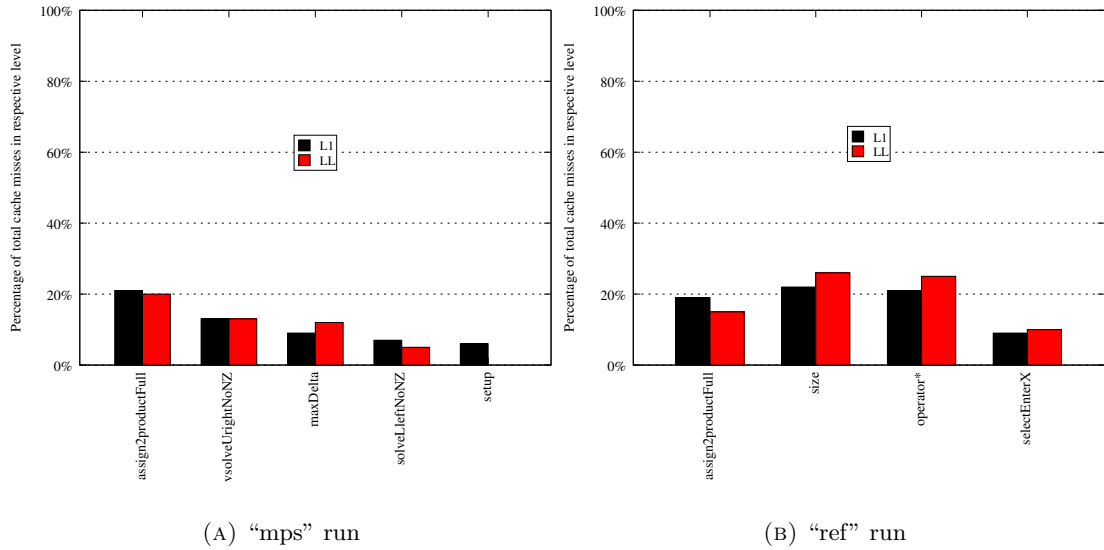 Percentage of total cache misses in respective level
100%
80%
60%
40%
20%
0%
L1
LL
assign2productFull
vsolveUrightNoNZ
maxDelta
solveLleftNoNZ
setup
(A) “mps” run
Percentage of total cache misses in respective level
100%
80%
60%
40%
20%
0%
L1
LL
assign2productFull
size
operator*
selectEnterX
(B) “ref” run